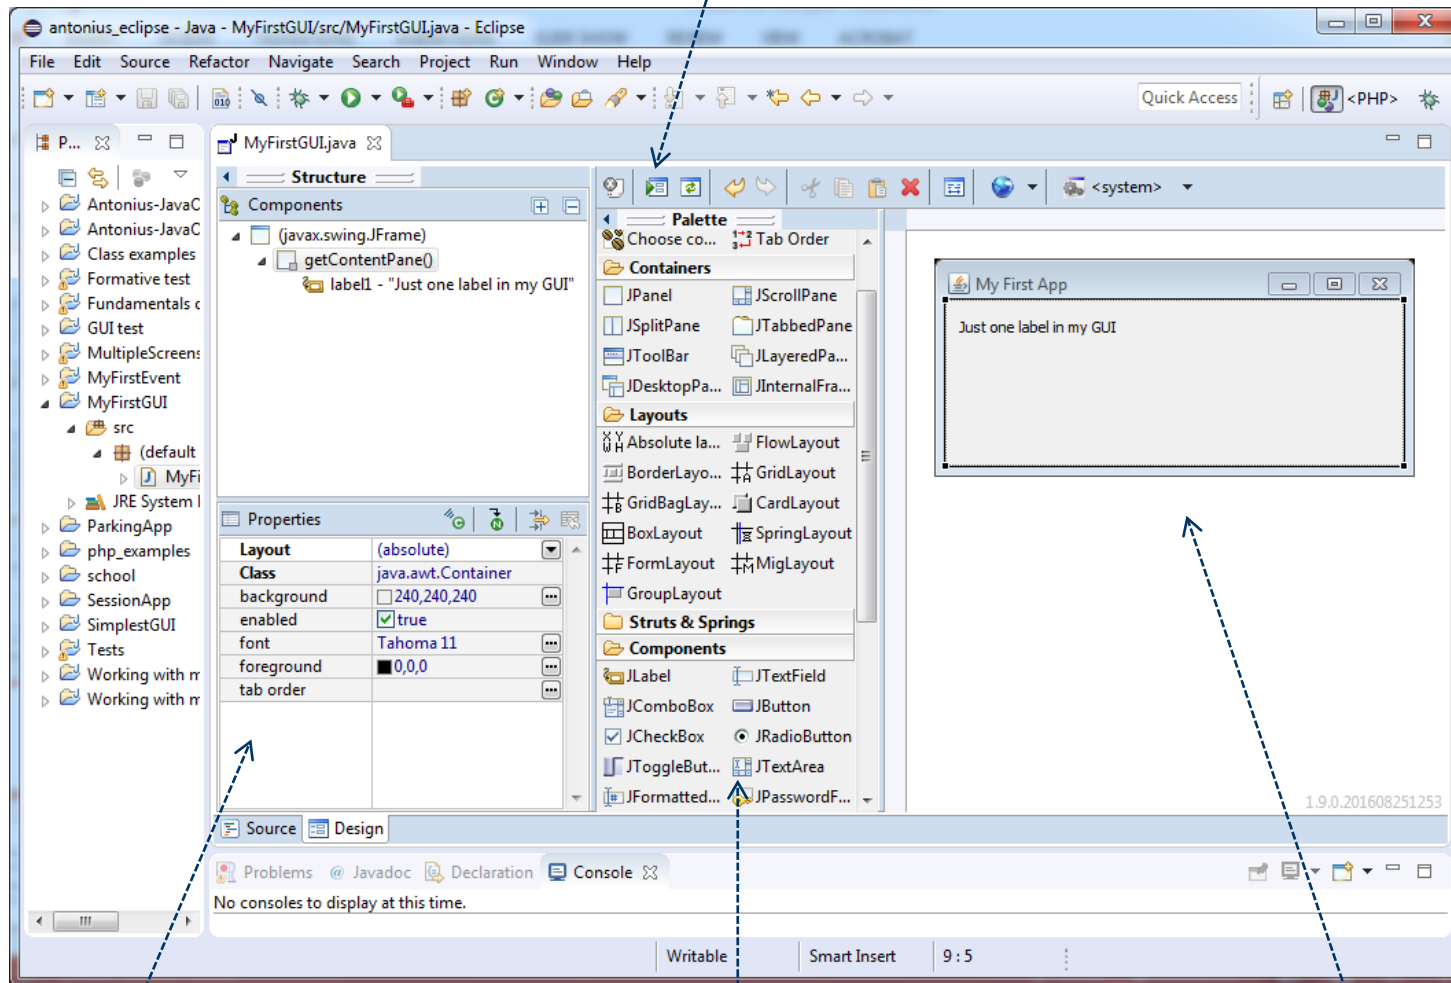 antonius_eclipse - Java - MyFirstGUI/src/MyFirstGUI.java - Eclipse
File Edit Source Refactor Navigate Search Project Run Window Help
Quick Access <PHP>
P...
MyFirstGUI.java
Antonius-JavaC
Antonius-JavaC
Class examples
Formative test
Fundamentals c
GUI test
MultipleScreens
MyFirstEvent
MyFirstGUI
src
(default
MyFi
JRE System l
ParkingApp
php_examples
school
SessionApp
SimplestGUI
Tests
Working with m
Working with m
Structure
Components
(javax.swing.JFrame)
getContentPane()
label1 - "Just one label in my GUI"
Properties
Layout (absolute)
Class java.awt.Container
background 240,240,240
enabled true
font Tahoma 11
foreground 0,0,0
tab order
<system>
Palette
Choose co... Tab Order
Containers
JPanel JScrollPane
JSplitPane JTabbedPane
JToolBar JLayeredPa...
JDesktopPa... JInternalFra...
Layouts
Absolute la... FlowLayout
BorderLayo... GridLayout
GridBagLay... CardLayout
BoxLayout SpringLayout
FormLayout MigLayout
GroupLayout
Struts & Springs
Components
JLabel JTextField
JComboBox JButton
JCheckBox JRadioButton
JToggleBut... JTextArea
JFormatted... JPasswordF...
My First App
Just one label in my GUI
1.9.0.201608251253
Source Design
Problems @ Javadoc Declaration Console
No consoles to display at this time.
Writable Smart Insert 9 : 5